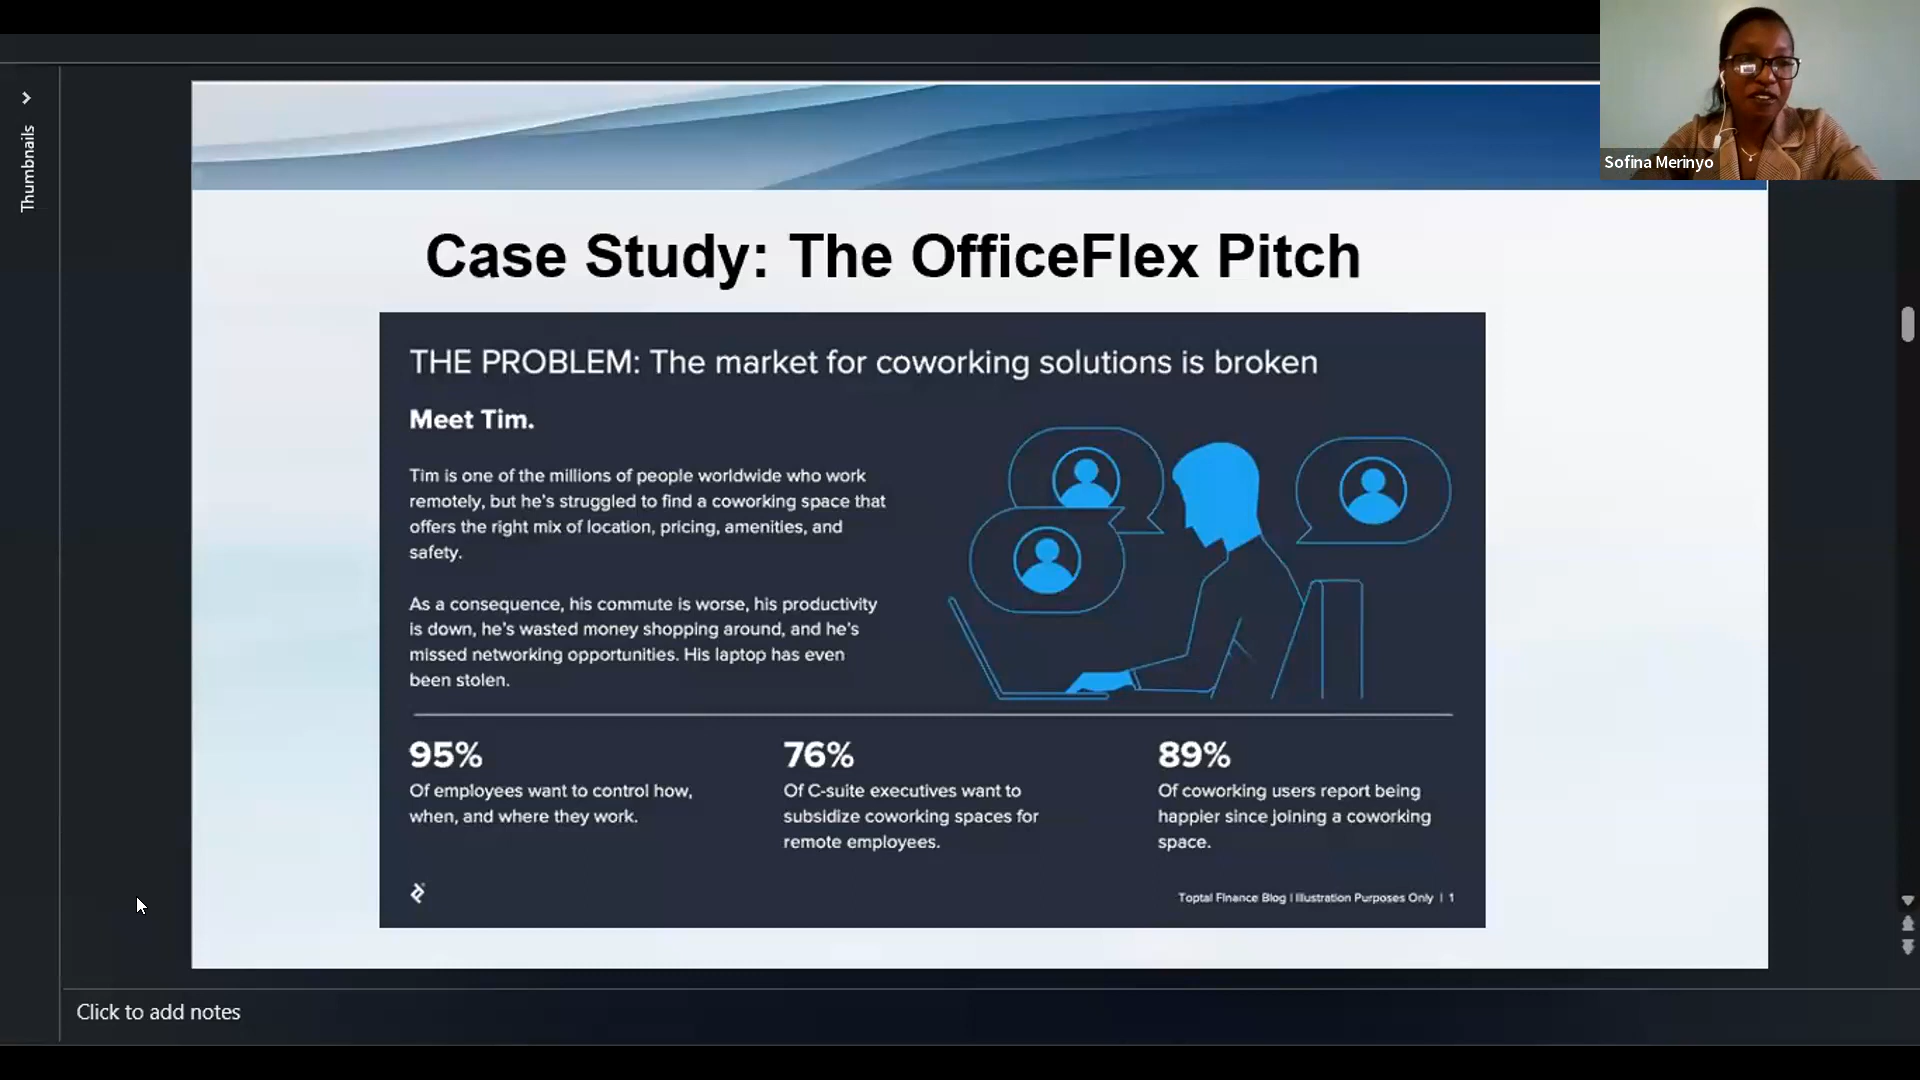 Sofina Merinyo
Thumbnails
Case Study: The OfficeFlex Pitch
THE PROBLEM: The market for coworking solutions is broken
Meet Tim.
Tim is one of the millions of people worldwide who work
remotely, but he's struggled to find a coworking space that
offers the right mix of location, pricing, amenities, and
safety.
As a consequence, his commute is worse, his productivity
is down, he's wasted money shopping around, and he's
missed networking opportunities. His laptop has even
been stolen.
95%
Of employees want to control how,
when, and where they work.
76%
Of C-suite executives want to
subsidize coworking spaces for
remote employees.
89%
Of coworking users report being
happier since joining a coworking
space.
Toptal Finance Blog | Illustration Purposes Only | 1
Click to add notes